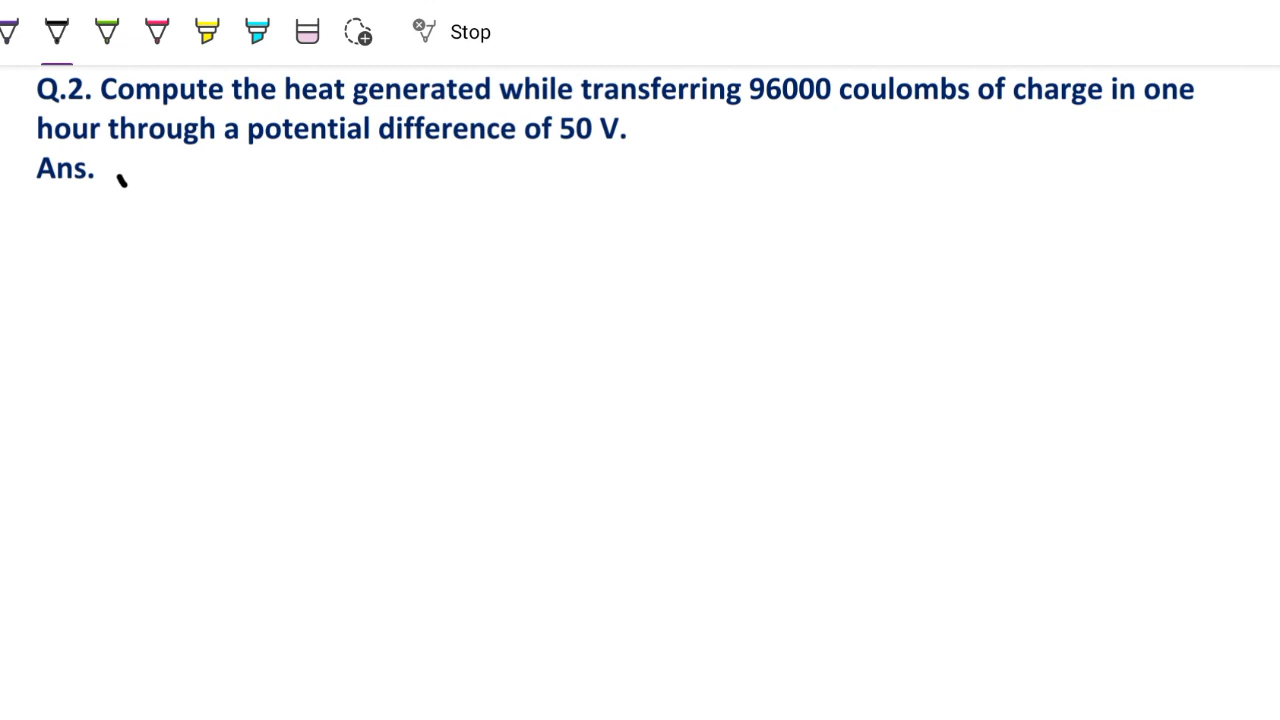 Stop
Q.2. Compute the heat generated while transferring 96000 coulombs of charge in one
hour through a potential difference of 50 V.
Ans.